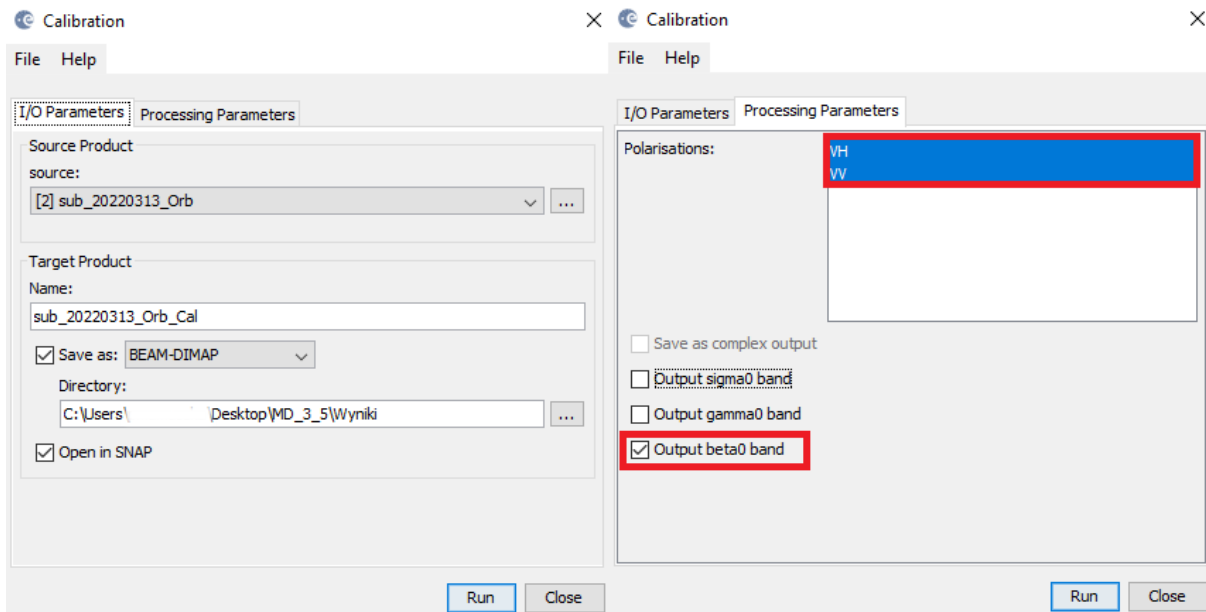 Calibration
File Help
I/O Parameters Processing Parameters
Source Product
source:
[2] sub_20220313_Orb
...
Target Product
Name:
sub_20220313_Orb_Cal
Save as: BEAM-DIMAP
Directory:
C:\Users\ \Desktop\MD_3_5\Wyniki
...
Open in SNAP
Run Close
Calibration
File Help
I/O Parameters Processing Parameters
Polarisations:
VH
VV
Save as complex output
Output sigma0 band
Output gamma0 band
Output beta0 band
Run Close